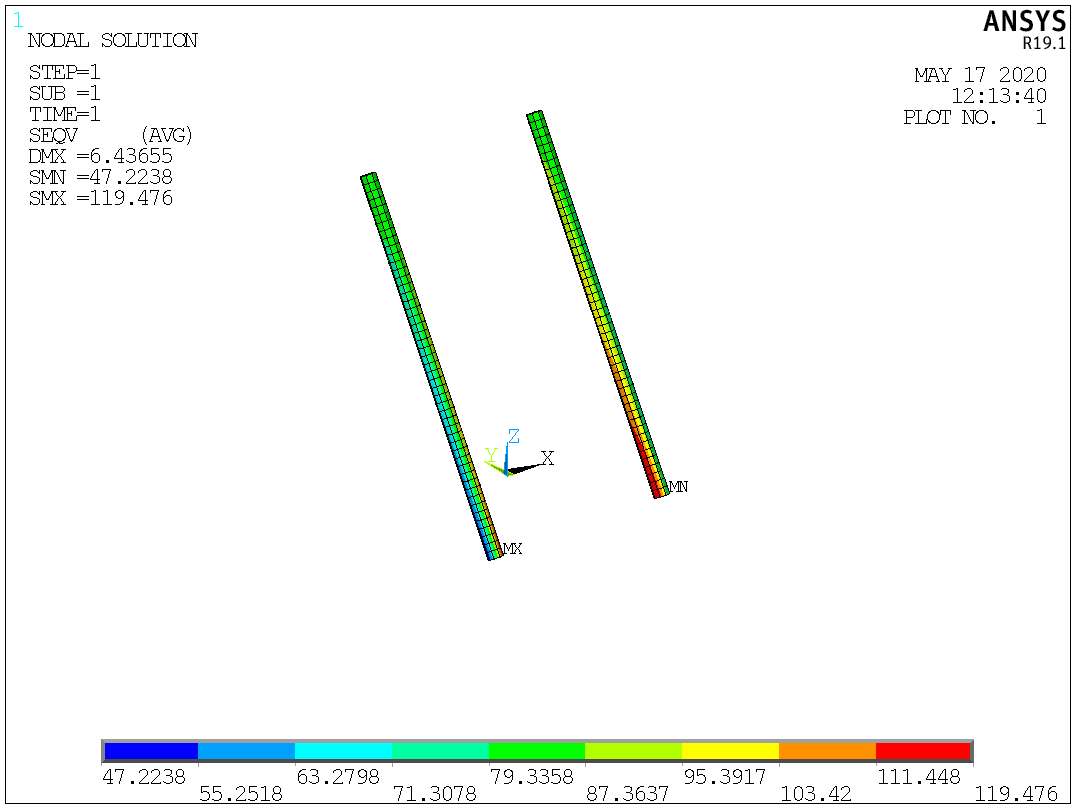 1
NODAL SOLUTION
STEP=1
SUB =1
TIME=1
SEQV (AVG)
DMX =6.43655
SMN =47.2238
SMX =119.476
ANSYS
R19.1
MAY 17 2020
12:13:40
PLOT NO. 1
Z
Y
X
MN
MX
47.2238 63.2798 79.3358 95.3917 111.448
55.2518 71.3078 87.3637 103.42 119.476